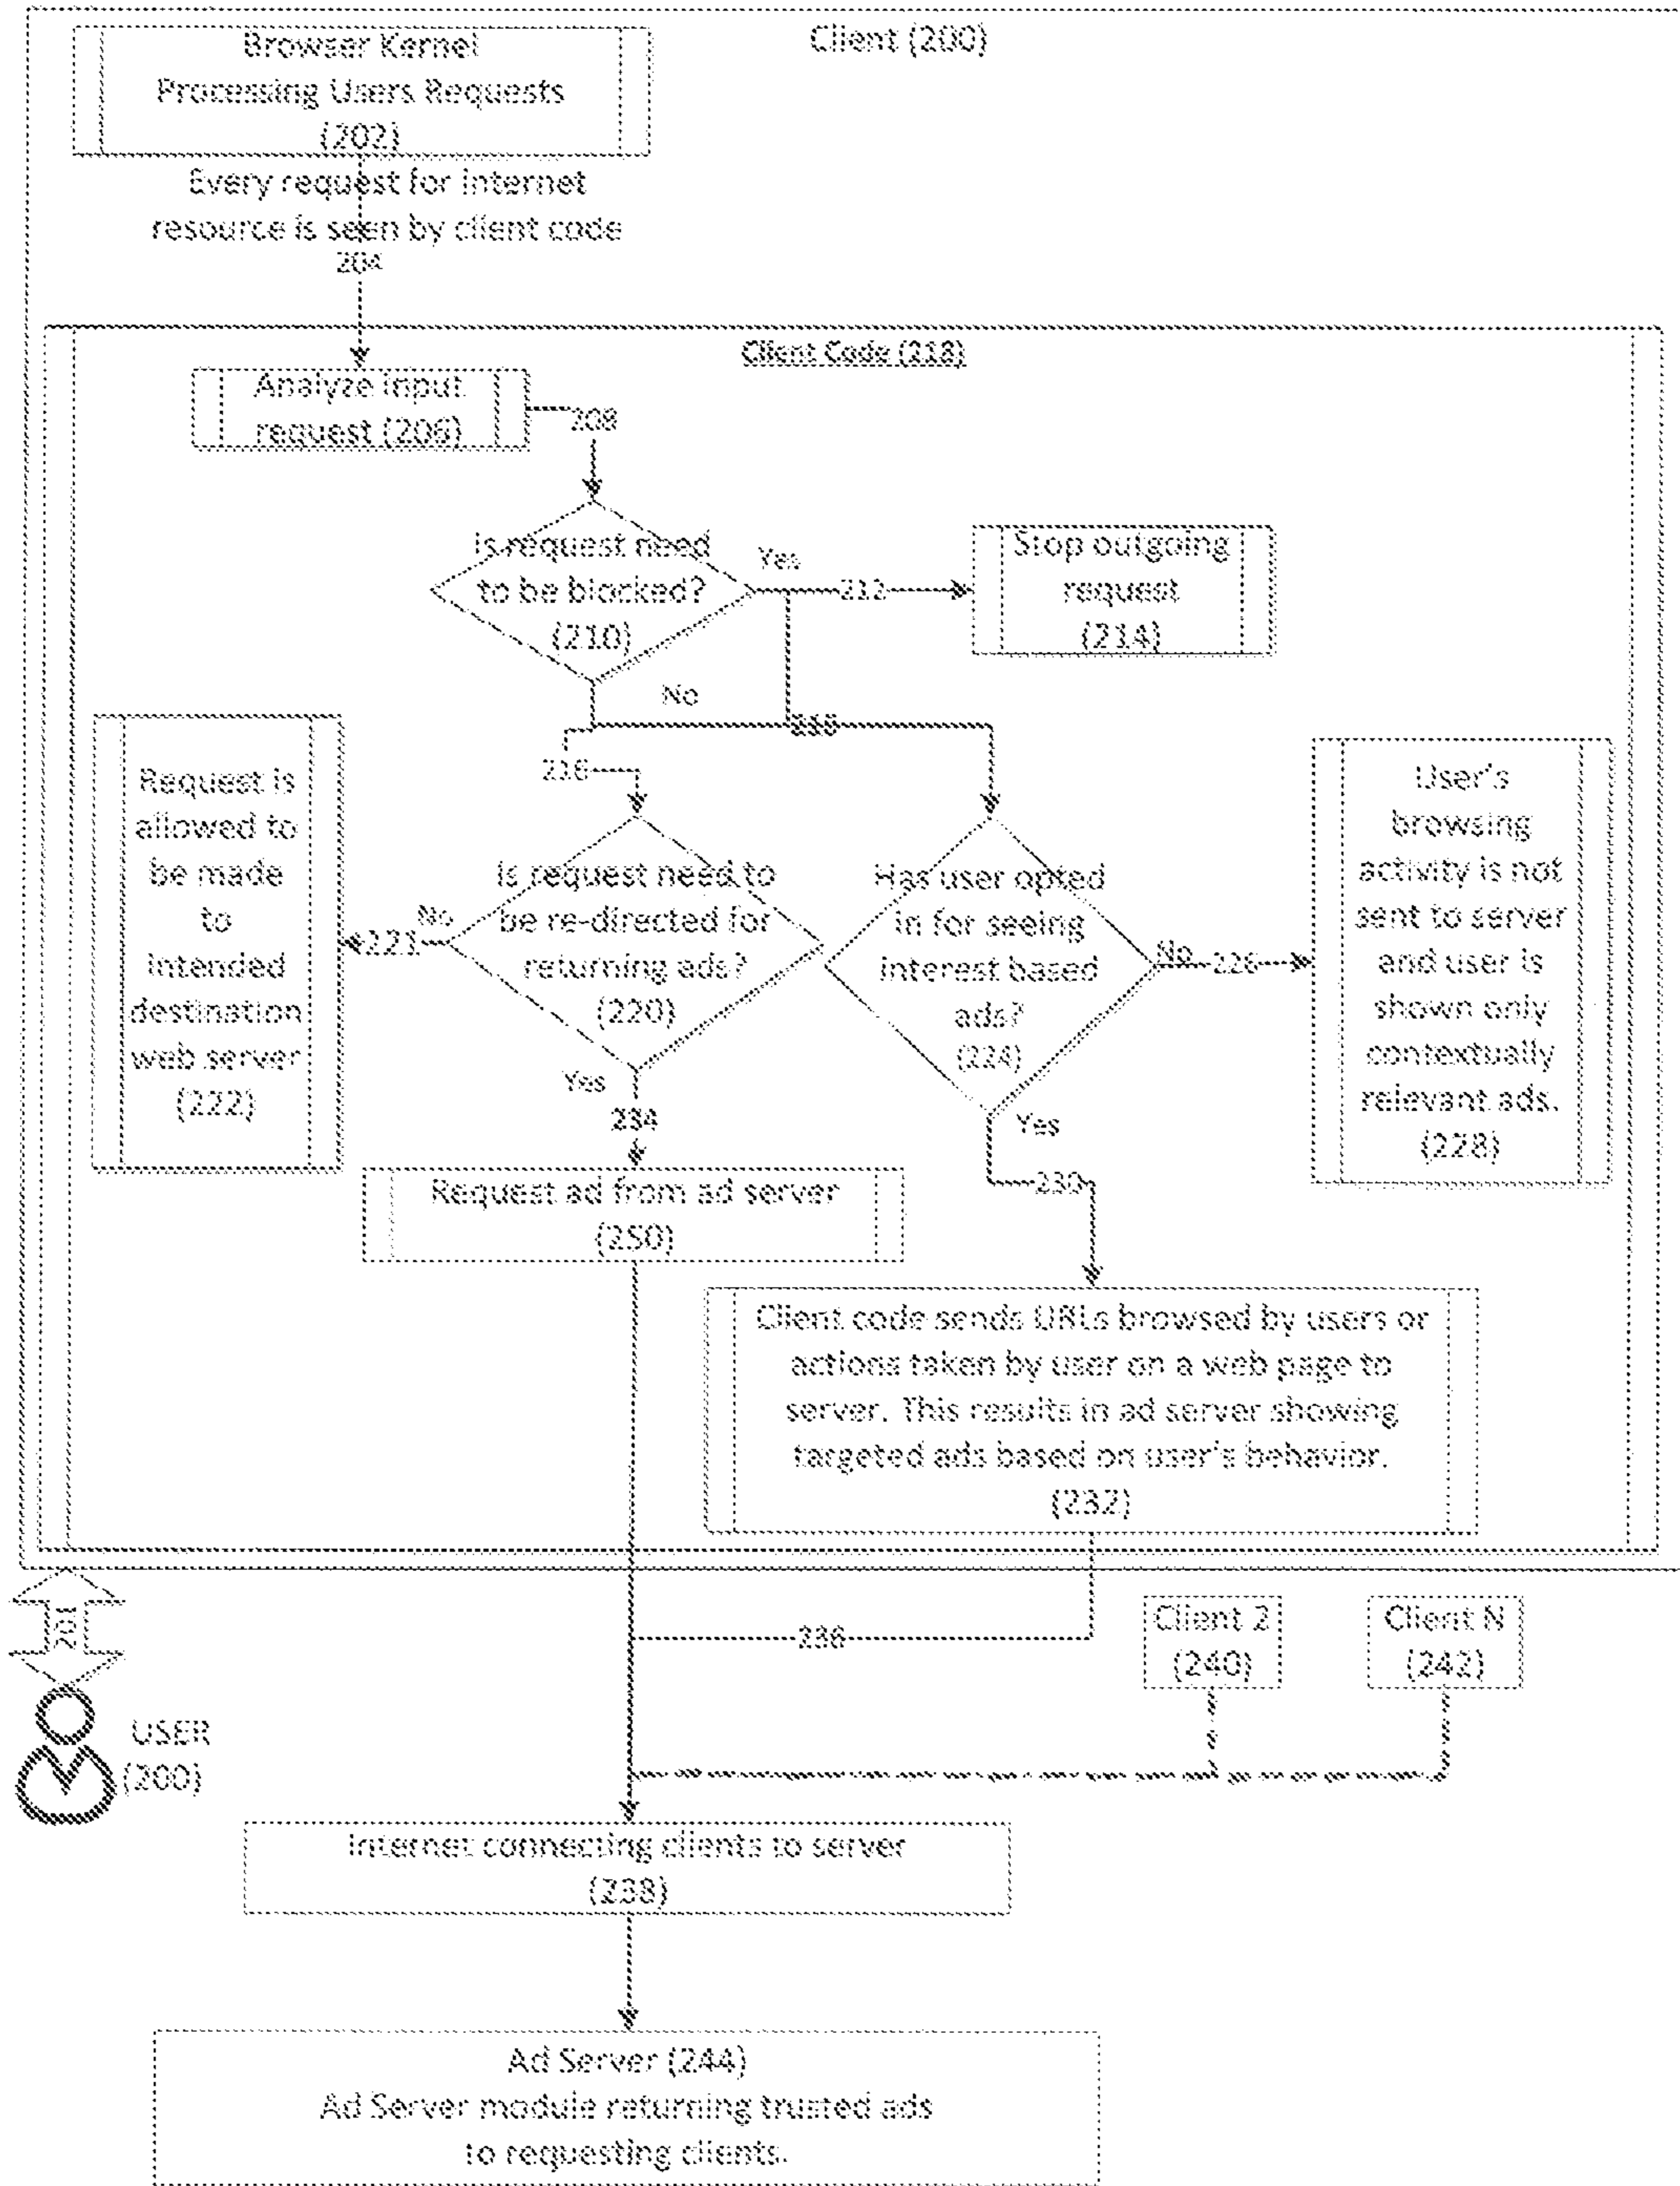 Client (200)
Browser Kernel
Processing Users Requests
(202)
Every request for internet
resource is seen by client code
204
Client Code (218)
Analyze input
request (206)
208
Is request need
to be blocked?
(210)
Yes
212
Stop outgoing
request
(214)
No
216
Request is
allowed to
be made
to
intended
destination
web server
(222)
No
221
Is request need to
be re-directed for
returning ads?
(220)
Has user opted
in for seeing
interest based
ads?
(224)
No
226
User's
browsing
activity is not
sent to server
and user is
shown only
contextually
relevant ads.
(228)
Yes
234
Yes
230
Request ad from ad server
(250)
Client code sends URLs browsed by users or
actions taken by user on a web page to
server. This results in ad server showing
targeted ads based on user's behavior.
(232)
201
236
Client 2
(240)
Client N
(242)
USER
(200)
Internet connecting clients to server
(238)
Ad Server (244)
Ad Server module returning trusted ads
to requesting clients.